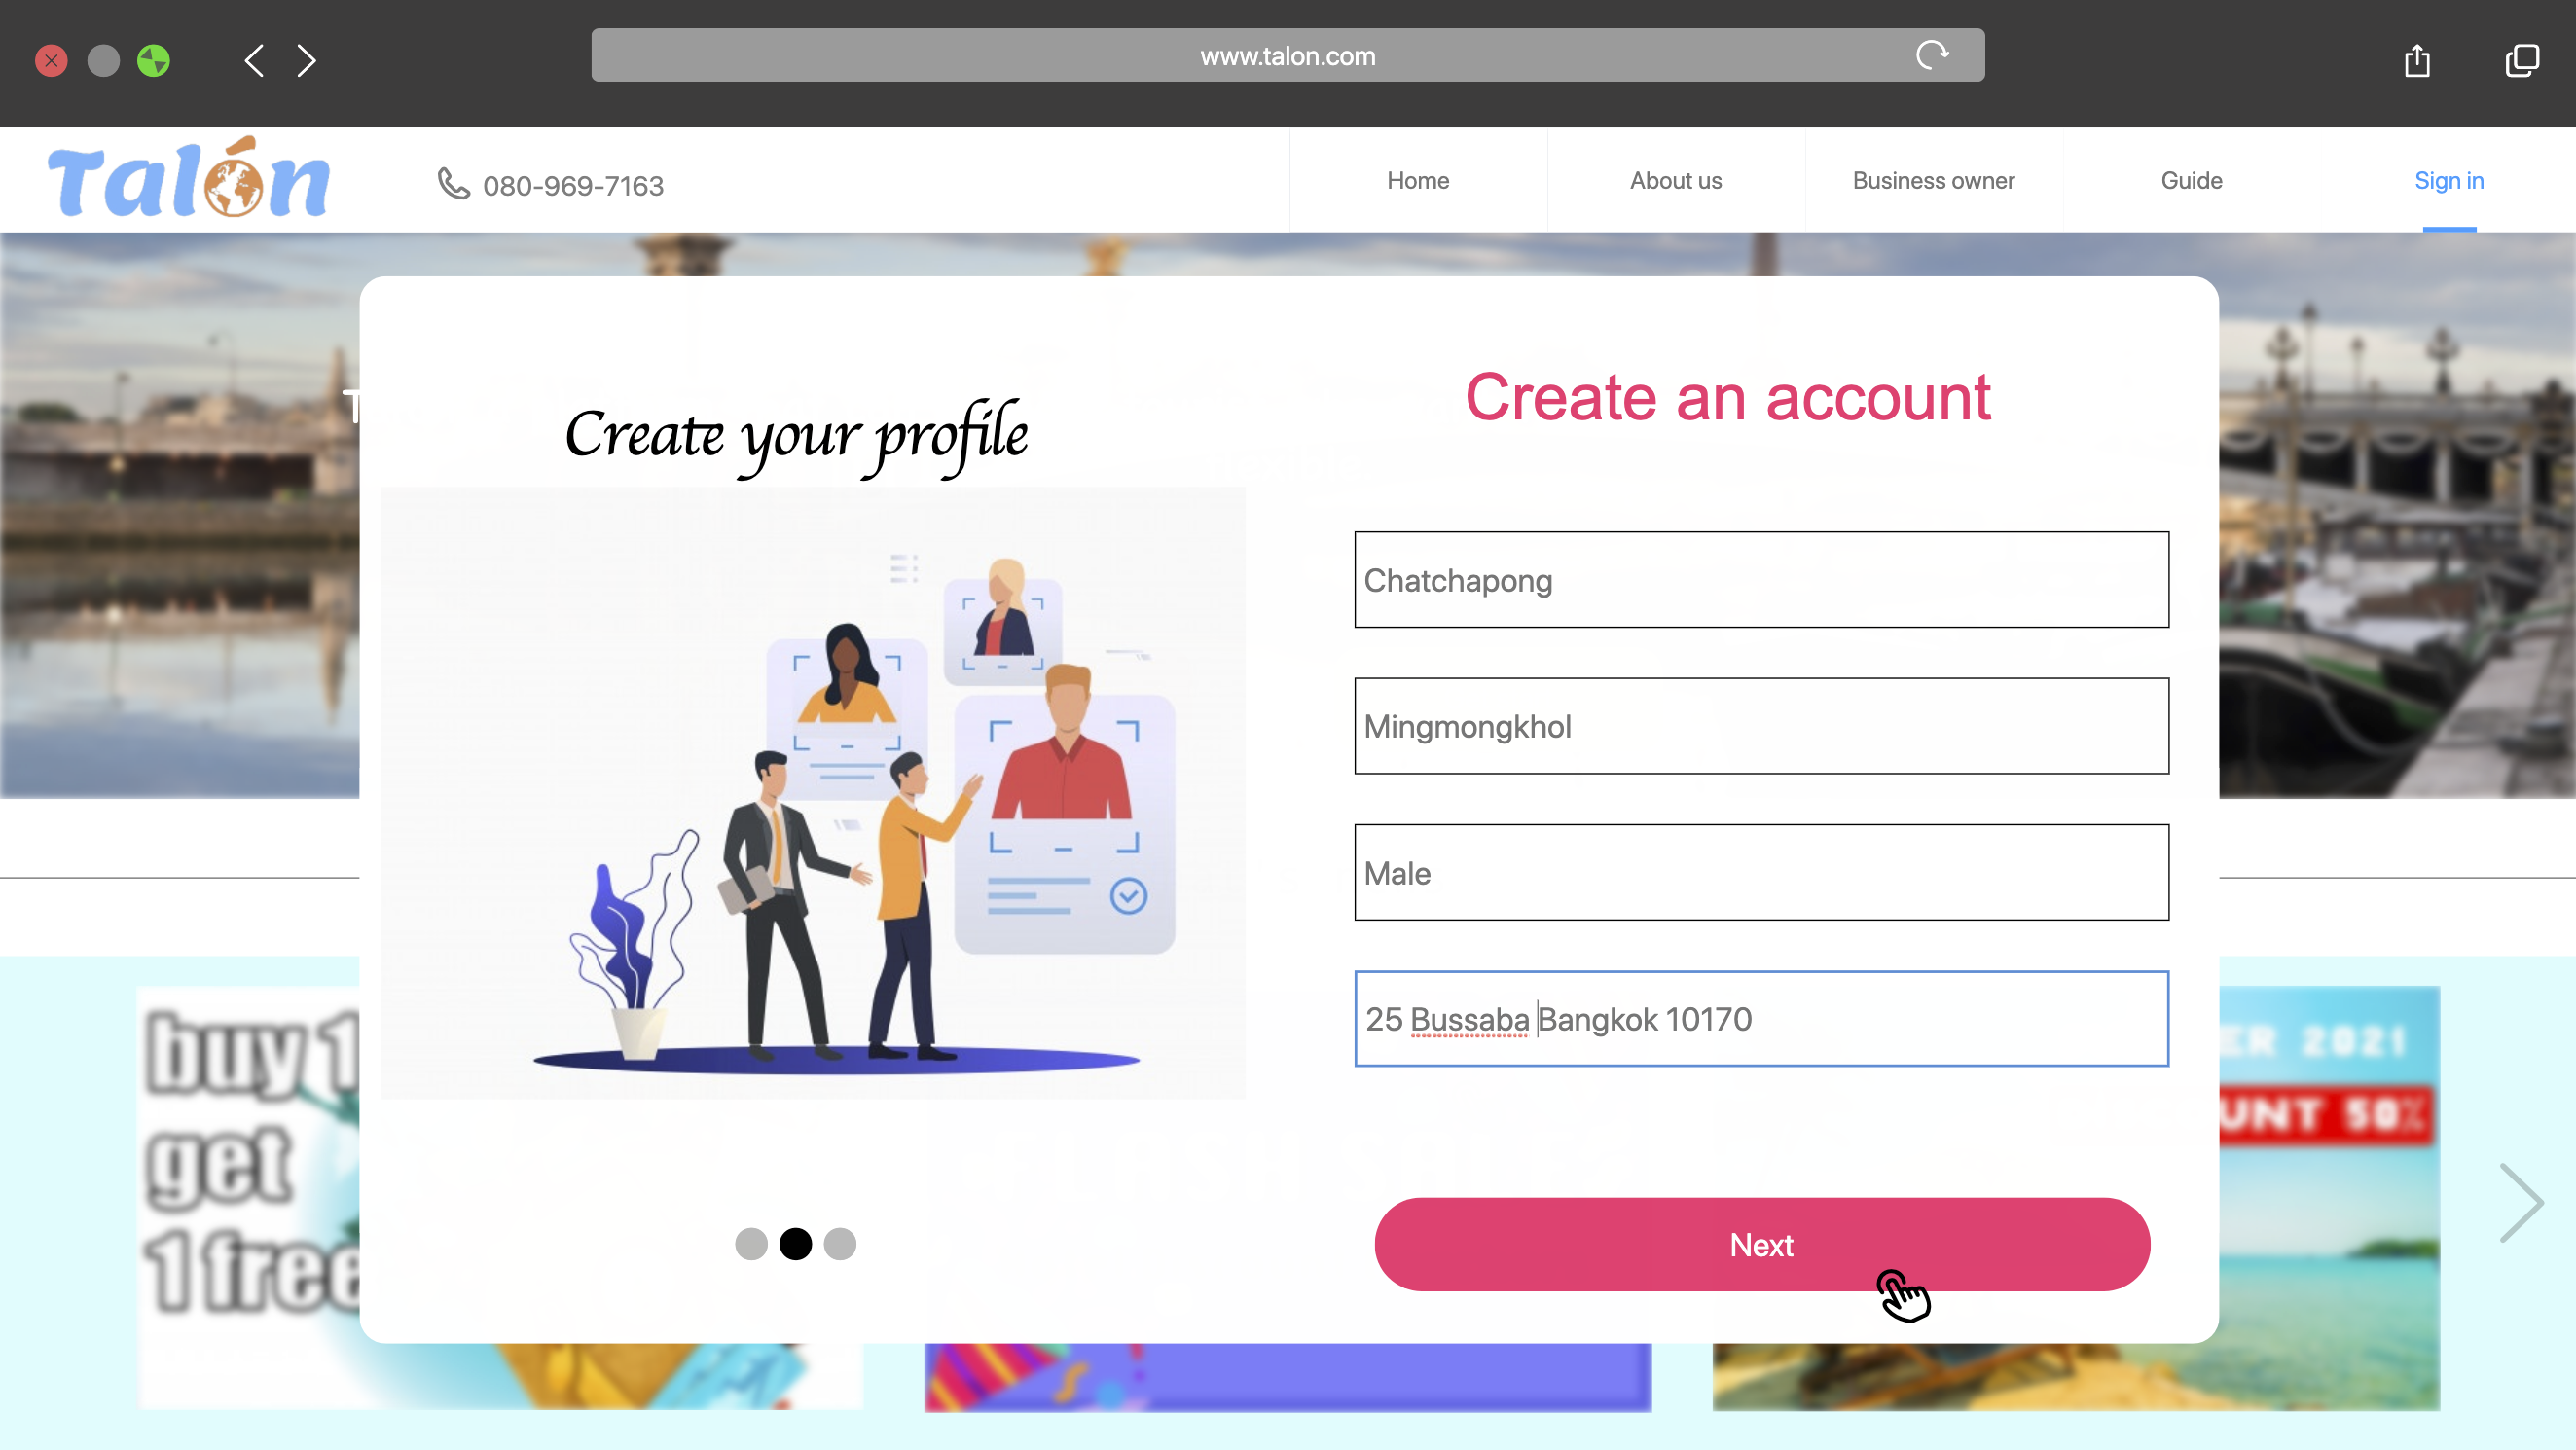 www.talon.com
Talón
080-969-7163
Home
About us
Business owner
Guide
Sign in
T
Create your profile
Create an account
Chatchapong
Mingmongkhol
Male
25 Bussaba Bangkok 10170
Next
buy 1
get
1 free
ER 2021
UNT 50%